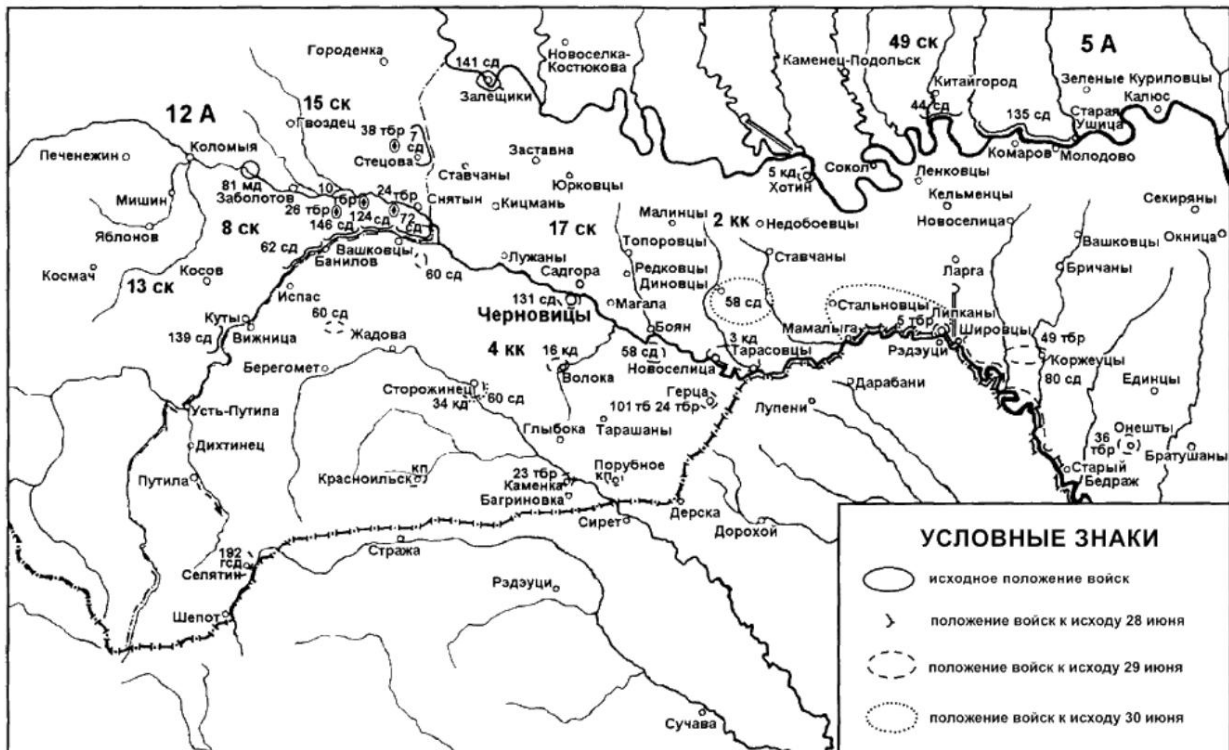 Городенка
141 сд
Залещики
Новоселка-
Костюкова
Каменец-Подольск
49 ск
5 А
Китайгород
44 сд
Зеленые Куриловцы
Калюс
135 сд
Старая
Ушица
15 ск
Гвоздец
12 А
38 тбр
7
сд
Стецова
Печенежин
Коломыя
Ставчаны
Заставна
Юрковцы
5 кд
Хотин
Сокол
Комаров
Молодово
Ленковцы
81 мд
Заболотов
10
тбр
24 тбр
Снятын
Кицмань
Кельменцы
Новоселица
Секиряны
Мишин
26 тбр
146 сд
124
сд
72
сд
Малинцы
2 кк
Недобоевцы
Яблонов
8 ск
17 ск
Топоровцы
Вашковцы
Окница
62 сд
Банилов
Вашковцы
60 сд
Лужаны
Садгора
Редковцы
Диновцы
Ставчаны
Ларга
Бричаны
Космач
Косов
13 ск
Испас
131 сд
Черновицы
Магала
58 сд
Стальновцы
60 сд
Куты
Вижница
Жадова
Боян
Мамалыга
5 тбр
Липканы
Шировцы
139 сд
4 кк
16 кд
58 сд
Новоселица
3 кд
Тарасовцы
Рэдэуци
49 тбр
Коржеуцы
Берегомет
Волока
Сторожинец
34 кд
60 сд
Герца
101 тб 24 тбр
Дарабани
80 сд
Единцы
Усть-Путила
Лупени
Дихтинец
Глыбока
Тарашаны
Онешты
36
тбр
Братушаны
Путила
Красноильск
кп
23 тбр
Каменка
Порубное
кп
Старый
Бедраж
Багриновка
Сирет
Дерска
Дорохой
Стража
192
гсд
Селятин
Рэдэуци
Шепот
Сучава
УСЛОВНЫЕ ЗНАКИ
исходное положение войск
положение войск к исходу 28 июня
положение войск к исходу 29 июня
положение войск к исходу 30 июня